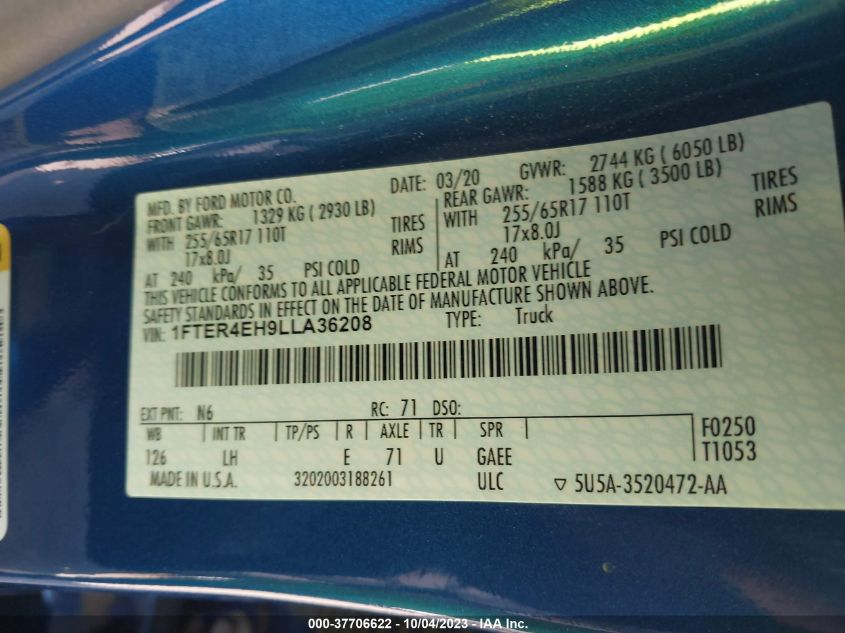 MFD. BY FORD MOTOR CO.
DATE: 03/20 GVWR: 2744 KG ( 6050 LB)
FRONT GAWR: 1329 KG ( 2930 LB)
WITH 255/65R17 110T TIRES
17x8.0J RIMS
AT 240 kPa/ 35 PSI COLD
REAR GAWR: 1588 KG ( 3500 LB)
WITH 255/65R17 110T TIRES
17x8.0J RIMS
AT 240 kPa/ 35 PSI COLD
THIS VEHICLE CONFORMS TO ALL APPLICABLE FEDERAL MOTOR VEHICLE
SAFETY STANDARDS IN EFFECT ON THE DATE OF MANUFACTURE SHOWN ABOVE.
VIN: 1FTER4EH9LLA36208 TYPE: Truck
EXT PNT: N6 RC: 71 DSO:
WB INT TR TP/PS R AXLE TR SPR F0250
126 LH E 71 U GAEE T1053
MADE IN U.S.A. 3202003188261 ULC ▽ 5U5A-3520472-AA
000-37706622 - 10/04/2023 - IAA Inc.